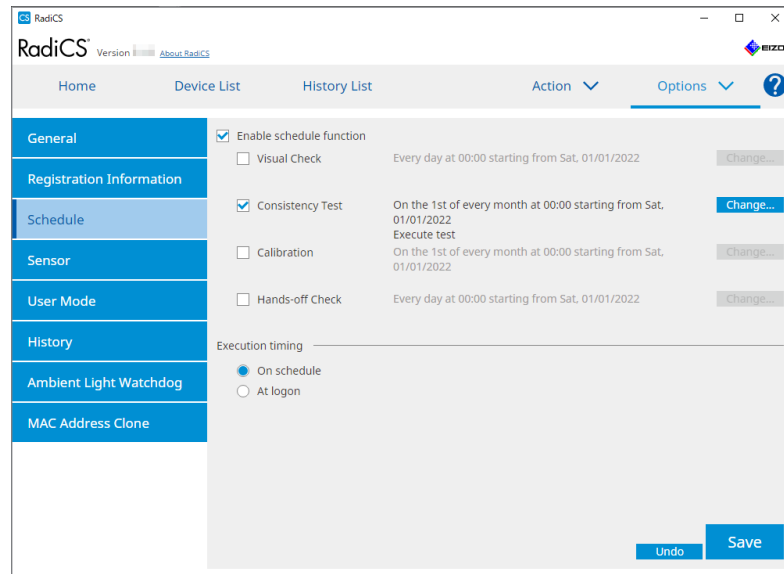 CS RadiCS
RadiCS Version About RadiCS EIZO
Home Device List History List Action Options ?
General
Registration Information
Schedule
Sensor
User Mode
History
Ambient Light Watchdog
MAC Address Clone
Enable schedule function
Visual Check Every day at 00:00 starting from Sat, 01/01/2022 Change...
Consistency Test On the 1st of every month at 00:00 starting from Sat, Change...
01/01/2022
Execute test
Calibration On the 1st of every month at 00:00 starting from Sat, Change...
01/01/2022
Hands-off Check Every day at 00:00 starting from Sat, 01/01/2022 Change...
Execution timing
On schedule
At logon
Undo Save